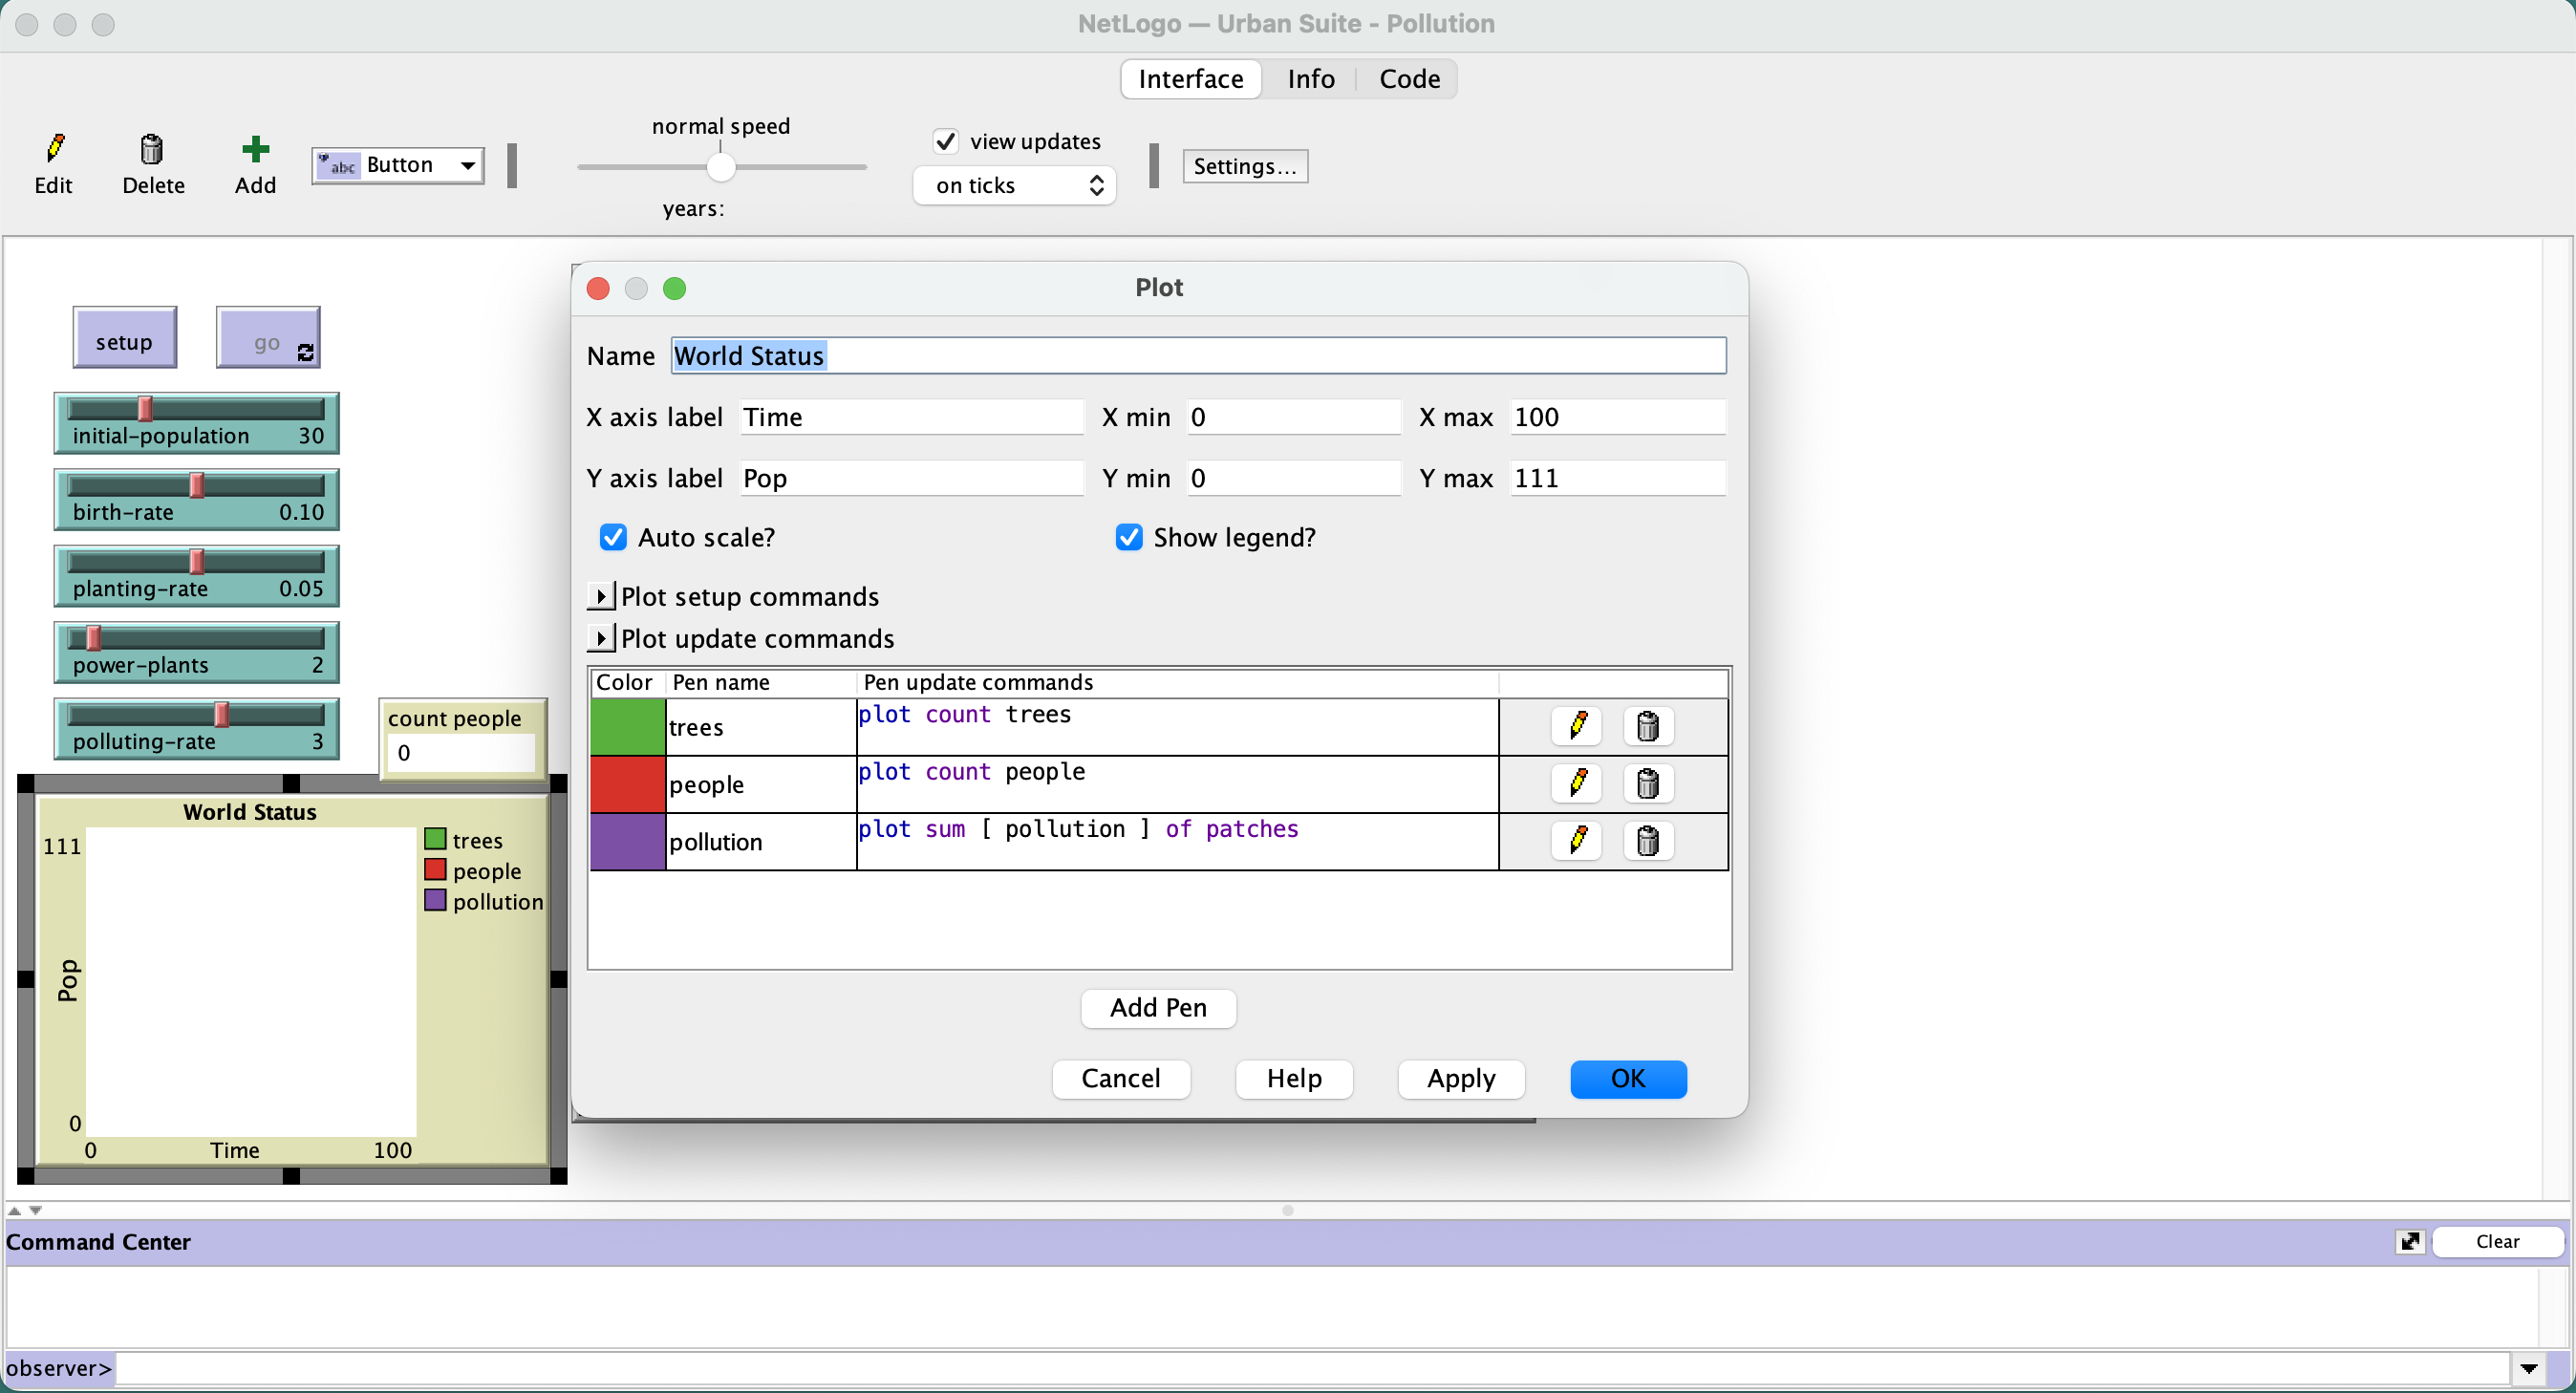 NetLogo — Urban Suite - Pollution
Interface Info Code
Edit Delete Add abc Button
normal speed
years:
view updates
on ticks
Settings...
setup go
initial-population 30
birth-rate 0.10
planting-rate 0.05
power-plants 2
polluting-rate 3
count people
0
World Status
111
Pop
0
0 Time 100
trees
people
pollution
Plot
Name World Status
X axis label Time X min 0 X max 100
Y axis label Pop Y min 0 Y max 111
Auto scale? Show legend?
Plot setup commands
Plot update commands
Color Pen name Pen update commands
trees plot count trees
people plot count people
pollution plot sum [ pollution ] of patches
Add Pen
Cancel Help Apply OK
Command Center Clear
observer>